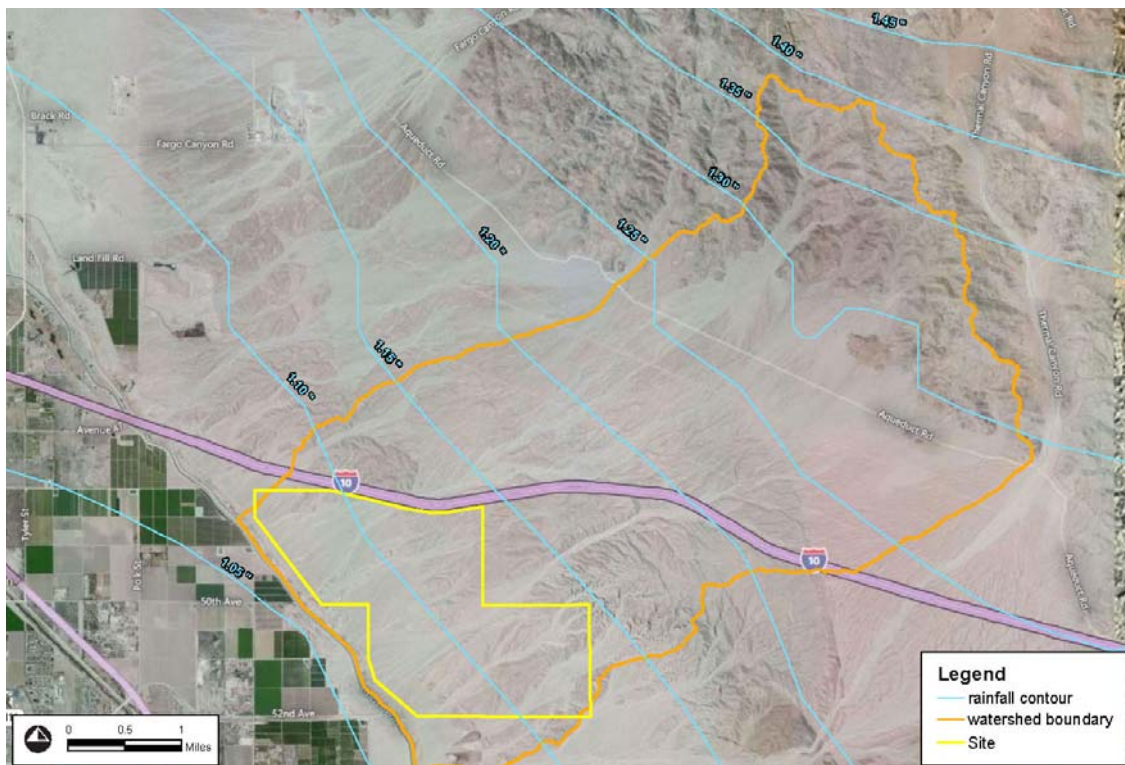 1.45 "
1.40 "
1.35 "
1.30 "
1.25 "
1.20 "
1.15 "
1.10 "
1.05 "
Fargo Canyon Rd
Thermal Canyon Rd
Brack Rd
Fargo Canyon Rd
Aqueduct Rd
Land Fill Rd
Thermal Canyon Rd
Aqueduct Rd
10
Tyler St
Polk St
50th Ave
10
Aqueduct Rd
52nd Ave
0 0.5 1
Miles
Legend
rainfall contour
watershed boundary
Site